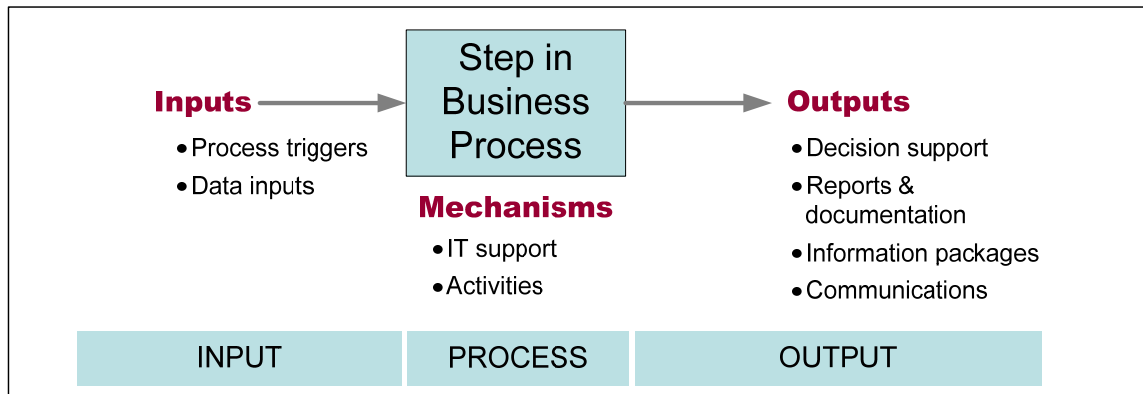 Inputs
• Process triggers
• Data inputs
Step in
Business
Process
Mechanisms
• IT support
• Activities
Outputs
• Decision support
• Reports &
documentation
• Information packages
• Communications
INPUT
PROCESS
OUTPUT